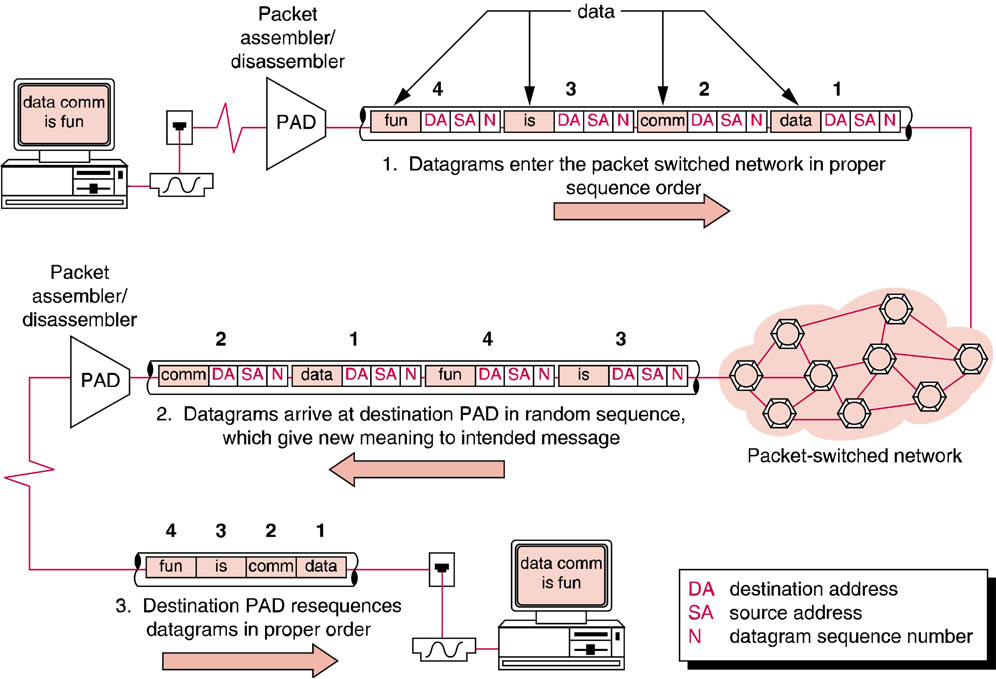 Packet
assembler/
disassembler
data
data comm
is fun
PAD
4 3 2 1
fun DA SA N is DA SA N comm DA SA N data DA SA N
1. Datagrams enter the packet switched network in proper
sequence order
Packet
assembler/
disassembler
PAD
2 1 4 3
comm DA SA N data DA SA N fun DA SA N is DA SA N
2. Datagrams arrive at destination PAD in random sequence,
which give new meaning to intended message
Packet-switched network
4 3 2 1
fun is comm data
3. Destination PAD resequences
datagrams in proper order
data comm
is fun
DA destination address
SA source address
N datagram sequence number